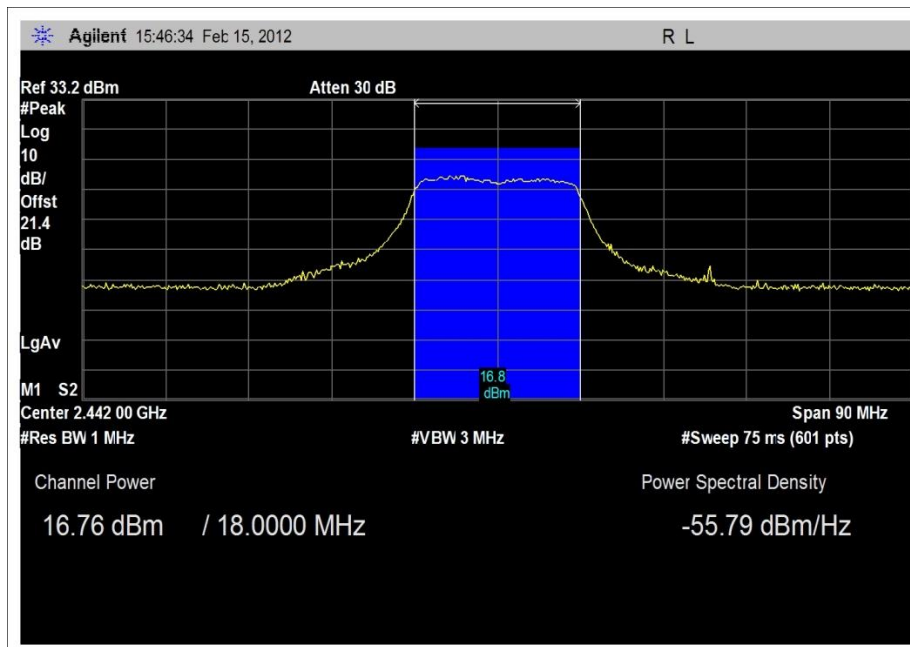 Agilent 15:46:34 Feb 15, 2012 R L
Ref 33.2 dBm Atten 30 dB
#Peak
Log
10
dB/
Offst
21.4
dB
LgAv
16.8
dBm
M1 S2
Center 2.442 00 GHz Span 90 MHz
#Res BW 1 MHz #VBW 3 MHz #Sweep 75 ms (601 pts)
Channel Power Power Spectral Density
16.76 dBm / 18.0000 MHz -55.79 dBm/Hz